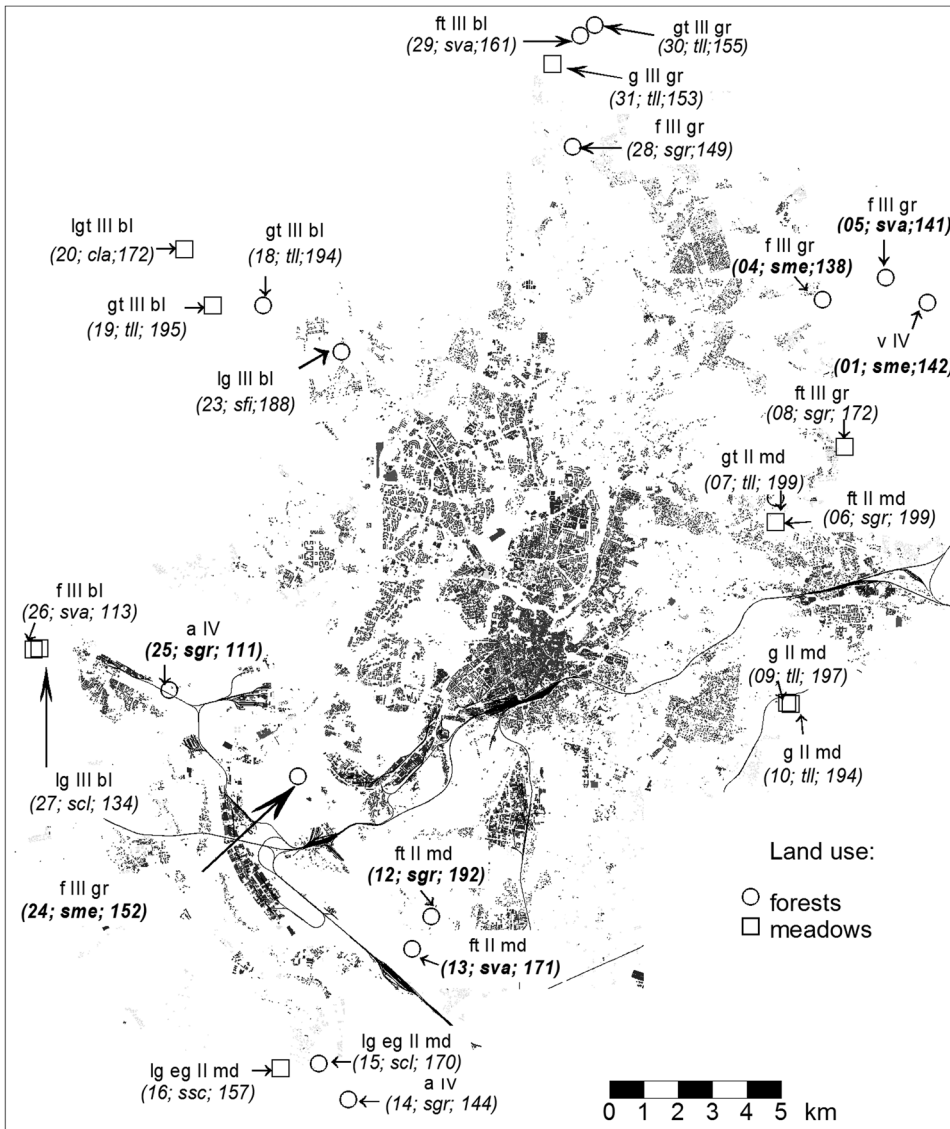 ft III bl
(29; sva;161)
gt III gr
(30; tll;155)
g III gr
(31; tll;153)
f III gr
(28; sgr;149)
lgt III bl
(20; cla;172)
gt III bl
(18; tll;194)
f III gr
(05; sva;141)
f III gr
(04; sme;138)
gt III bl
(19; tll; 195)
v IV
(01; sme;142)
lg III bl
(23; sfi;188)
ft III gr
(08; sgr; 172)
gt II md
(07; tll; 199)
ft II md
(06; sgr; 199)
f III bl
(26; sva; 113)
a IV
(25; sgr; 111)
g II md
(09; tll; 197)
g II md
(10; tll; 194)
lg III bl
(27; scl; 134)
f III gr
(24; sme; 152)
ft II md
(12; sgr; 192)
ft II md
(13; sva; 171)
Land use:
forests
meadows
lg eg II md
(15; scl; 170)
lg eg II md
(16; ssc; 157)
a IV
(14; sgr; 144)
0 1 2 3 4 5 km